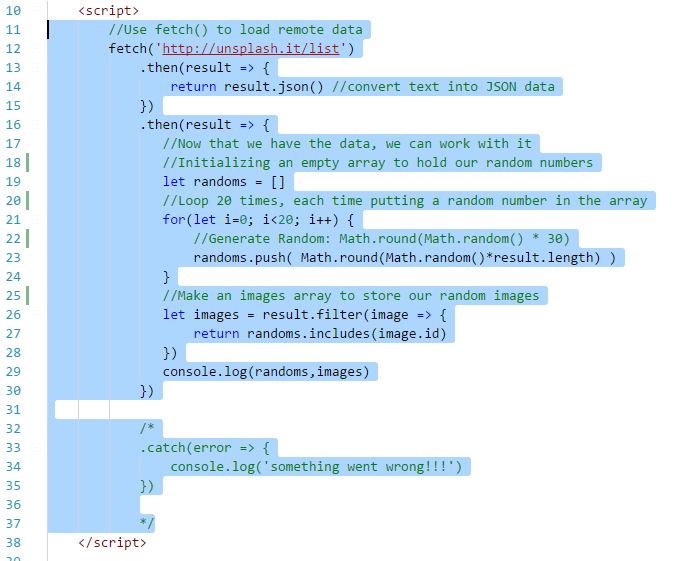 10 <script>
11 //Use fetch() to load remote data
12 fetch('http://unsplash.it/list')
13 .then(result => {
14 return result.json() //convert text into JSON data
15 })
16 .then(result => {
17 //Now that we have the data, we can work with it
18 //Initializing an empty array to hold our random numbers
19 let randoms = []
20 //Loop 20 times, each time putting a random number in the array
21 for(let i=0; i<20; i++) {
22 //Generate Random: Math.round(Math.random() * 30)
23 randoms.push( Math.round(Math.random()*result.length) )
24 }
25 //Make an images array to store our random images
26 let images = result.filter(image => {
27 return randoms.includes(image.id)
28 })
29 console.log(randoms,images)
30 })
31
32 /*
33 .catch(error => {
34 console.log('something went wrong!!!')
35 })
36
37 */
38 </script>